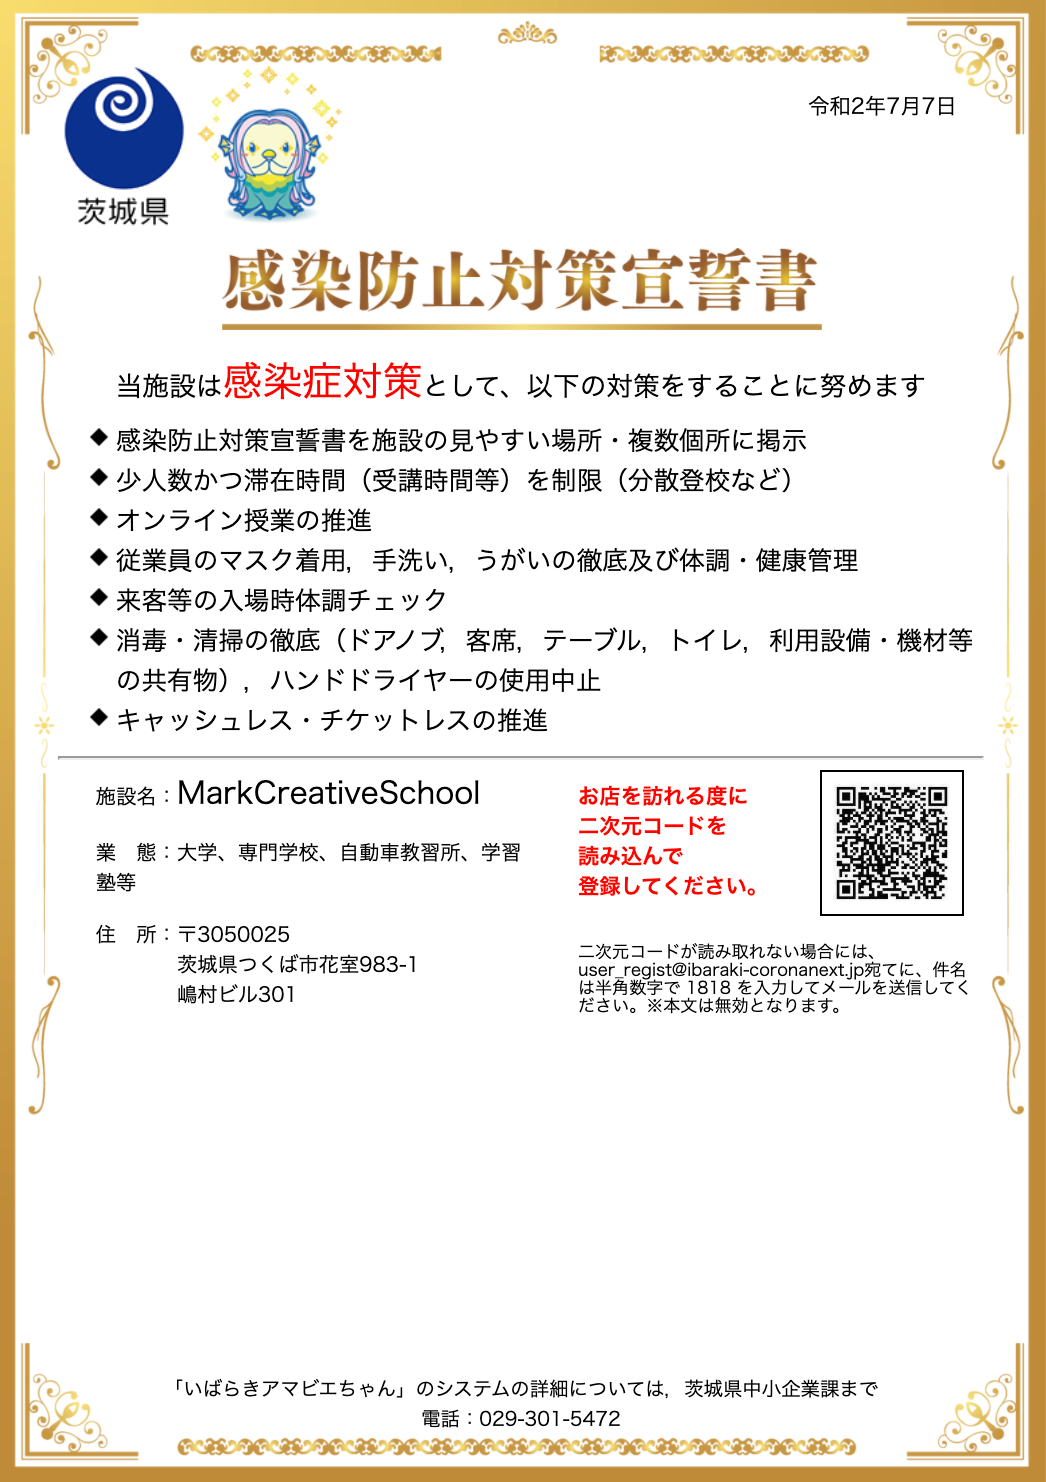 令和2年7月7日
茨城県
感染防止対策宣誓書
当施設は感染症対策として、以下の対策をすることに努めます
◆ 感染防止対策宣誓書を施設の見やすい場所・複数個所に掲示
◆ 少人数かつ滞在時間（受講時間等）を制限（分散登校など）
◆ オンライン授業の推進
◆ 従業員のマスク着用，手洗い，うがいの徹底及び体調・健康管理
◆ 来客等の入場時体調チェック
◆ 消毒・清掃の徹底（ドアノブ，客席，テーブル，トイレ，利用設備・機材等
の共有物），ハンドドライヤーの使用中止
◆ キャッシュレス・チケットレスの推進
施設名：MarkCreativeSchool
業　態：大学、専門学校、自動車教習所、学習
塾等
住　所：〒3050025
茨城県つくば市花室983-1
嶋村ビル301
お店を訪れる度に
二次元コードを
読み込んで
登録してください。
二次元コードが読み取れない場合には、
user_regist@ibaraki-coronanext.jp宛てに、件名
は半角数字で 1818 を入力してメールを送信してく
ださい。※本文は無効となります。
「いばらきアマビエちゃん」のシステムの詳細については，茨城県中小企業課まで
電話：029-301-5472